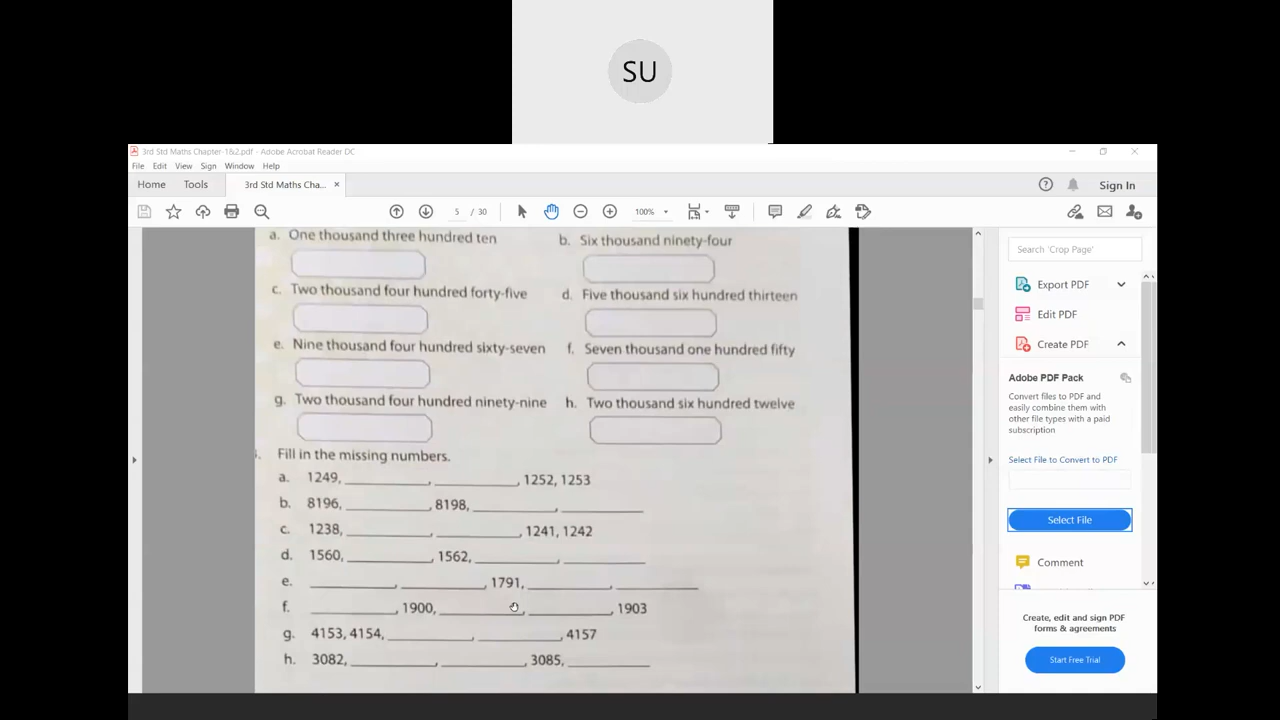 SU
3rd Std Maths Chapter-1&2.pdf - Adobe Acrobat Reader DC
File Edit View Sign Window Help
Home Tools 3rd Std Maths Cha... × Sign In
5 / 30 100%
a. One thousand three hundred ten b. Six thousand ninety-four
c. Two thousand four hundred forty-five d. Five thousand six hundred thirteen
e. Nine thousand four hundred sixty-seven f. Seven thousand one hundred fifty
g. Two thousand four hundred ninety-nine h. Two thousand six hundred twelve
Fill in the missing numbers.
a. 1249, ________, ________, 1252, 1253
b. 8196, ________, 8198, ________, ________
c. 1238, ________, ________, 1241, 1242
d. 1560, ________, 1562, ________, ________
e. ________, ________, 1791, ________, ________
f. ________, 1900, ________, ________, 1903
g. 4153, 4154, ________, ________, 4157
h. 3082, ________, ________, 3085, ________
Search 'Crop Page'
Export PDF
Edit PDF
Create PDF
Adobe PDF Pack
Convert files to PDF and
easily combine them with
other file types with a paid
subscription
Select File to Convert to PDF
Select File
Comment
Create, edit and sign PDF
forms & agreements
Start Free Trial